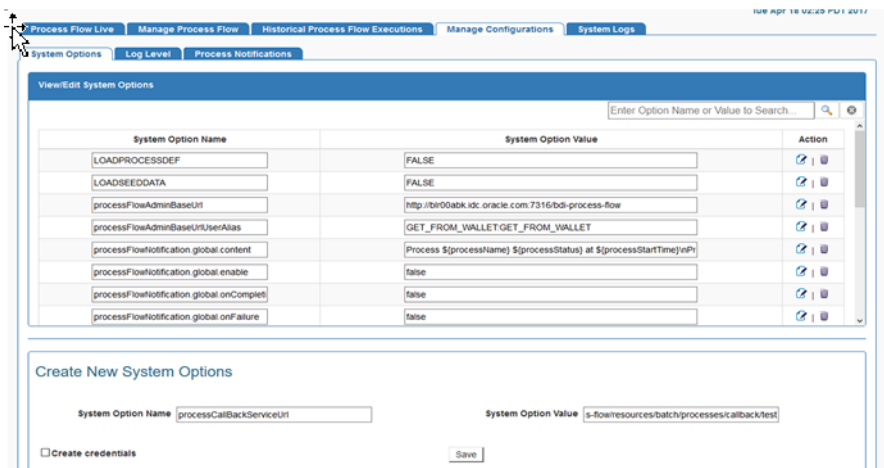 Tue Apr 18 02:25 PDT 2017
Process Flow Live Manage Process Flow Historical Process Flow Executions Manage Configurations System Logs
System Options Log Level Process Notifications
View/Edit System Options
Enter Option Name or Value to Search...
System Option Name System Option Value Action
LOADPROCESSDEF FALSE |
LOADSEEDDATA FALSE |
processFlowAdminBaseUrl http://blr00abk.idc.oracle.com:7316/bdi-process-flow |
processFlowAdminBaseUrlUserAlias GET_FROM_WALLET:GET_FROM_WALLET |
processFlowNotification.global.content Process ${processName} ${processStatus} at ${processStartTime}\nPr |
processFlowNotification.global.enable false |
processFlowNotification.global.onCompleti false |
processFlowNotification.global.onFailure false |
Create New System Options
System Option Name processCallBackServiceUrl System Option Value s-flow/resources/batch/processes/callback/test
Create credentials Save